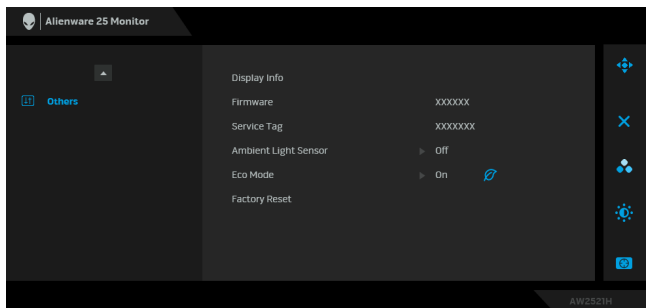 Alienware 25 Monitor
Others
Display Info
Firmware XXXXXX
Service Tag XXXXXXX
Ambient Light Sensor Off
Eco Mode On
Factory Reset
AW2521H